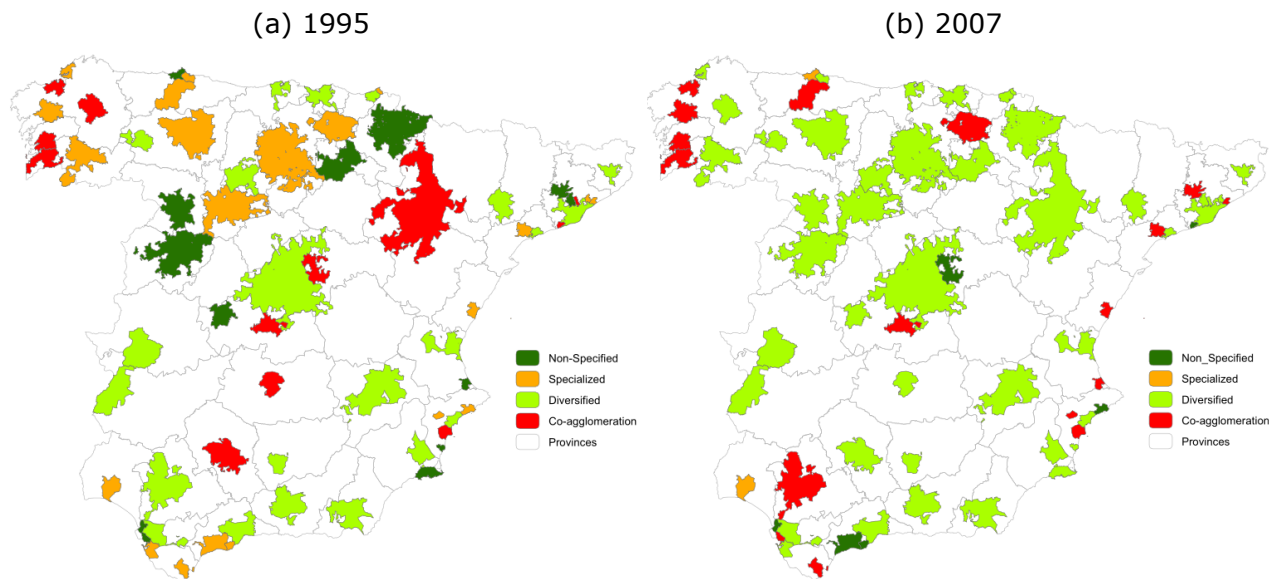 (a) 1995
(b) 2007
Non-Specified
Specialized
Diversified
Co-agglomeration
Provinces
Non_Specified
Specialized
Diversified
Co-agglomeration
Provinces